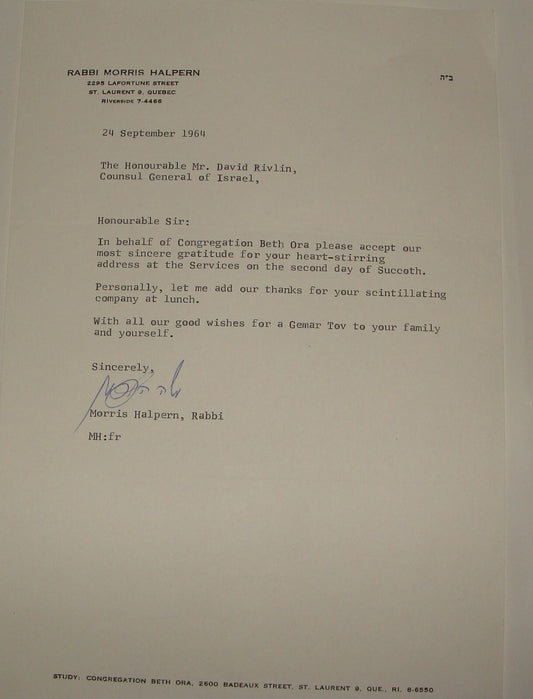 RABBI MORRIS HALPERN
2295 LAFORTUNE STREET
ST. LAURENT 9, QUEBEC
RIVERSIDE 7-4466
ב״ה
24 September 1964
The Honourable Mr. David Rivlin,
Counsul General of Israel,
Honourable Sir:
In behalf of Congregation Beth Ora please accept our
most sincere gratitude for your heart-stirring
address at the Services on the second day of Succoth.
Personally, let me add our thanks for your scintillating
company at lunch.
With all our good wishes for a Gemar Tov to your family
and yourself.
Sincerely,
Morris Halpern, Rabbi
MH:fr
STUDY: CONGREGATION BETH ORA, 2600 BADEAUX STREET, ST. LAURENT 9, QUE., RI. 8-6550